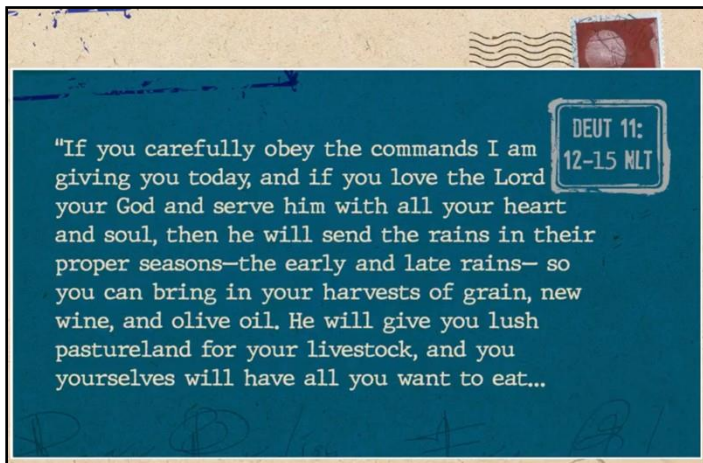 DEUT 11:
12-15 NLT
"If you carefully obey the commands I am
giving you today, and if you love the Lord
your God and serve him with all your heart
and soul, then he will send the rains in their
proper seasons—the early and late rains— so
you can bring in your harvests of grain, new
wine, and olive oil. He will give you lush
pastureland for your livestock, and you
yourselves will have all you want to eat...